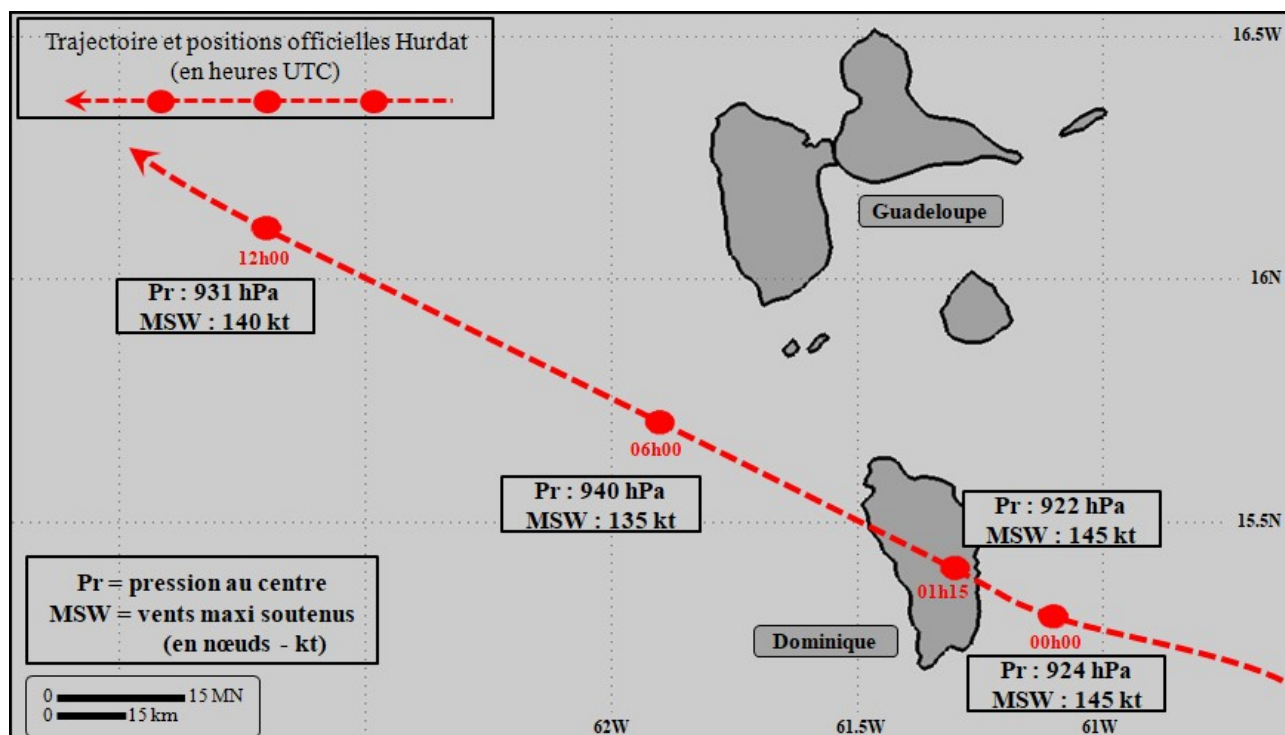 Trajectoire et positions officielles Hurdat
(en heures UTC)
16.5W
Guadeloupe
12h00
16N
Pr : 931 hPa
MSW : 140 kt
06h00
Pr : 940 hPa
MSW : 135 kt
Pr : 922 hPa
MSW : 145 kt
15.5N
01h15
00h00
Pr = pression au centre
MSW = vents maxi soutenus
(en nœuds - kt)
Dominique
Pr : 924 hPa
MSW : 145 kt
0 15 MN
0 15 km
62W
61.5W
61W